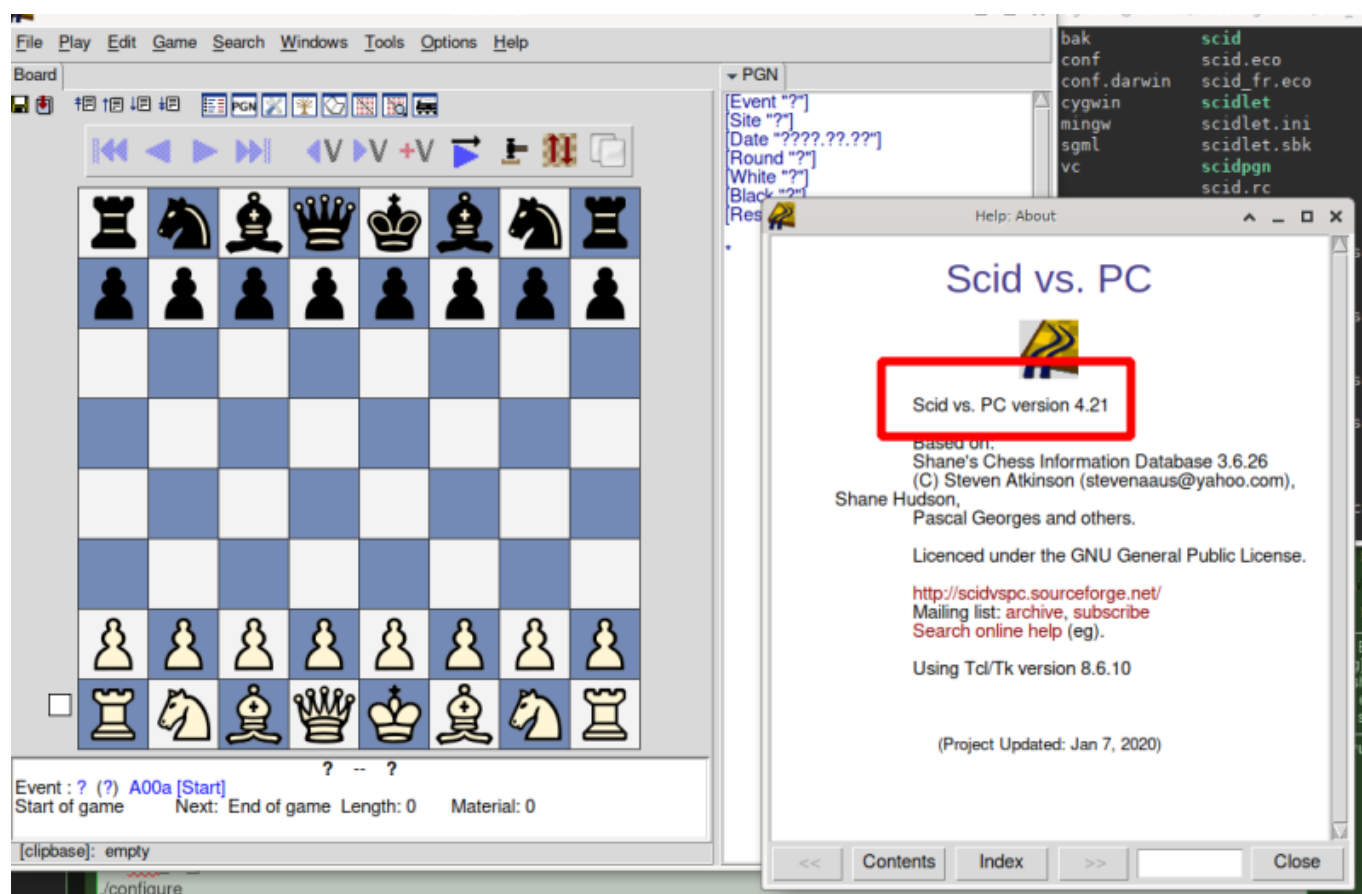 File Play Edit Game Search Windows Tools Options Help
Board
PGN
PGN
V V +V
[Event "?"]
[Site "?"]
[Date "????.??.??"]
[Round "?"]
[White "?"]
[Black "?"]
[Res
*
bak scid
conf scid.eco
conf.darwin scid_fr.eco
cygwin scidlet
mingw scidlet.ini
sgml scidlet.sbk
vc scidpgn
scid.rc
Help: About
Scid vs. PC
Scid vs. PC version 4.21
Based on:
Shane's Chess Information Database 3.6.26
(C) Steven Atkinson (stevenaaus@yahoo.com),
Shane Hudson,
Pascal Georges and others.
Licenced under the GNU General Public License.
http://scidvspc.sourceforge.net/
Mailing list: archive, subscribe
Search online help (eg).
Using Tcl/Tk version 8.6.10
(Project Updated: Jan 7, 2020)
<< Contents Index >> Close
? -- ?
Event : ? (?) A00a [Start]
Start of game Next: End of game Length: 0 Material: 0
[clipbase]: empty
./configure